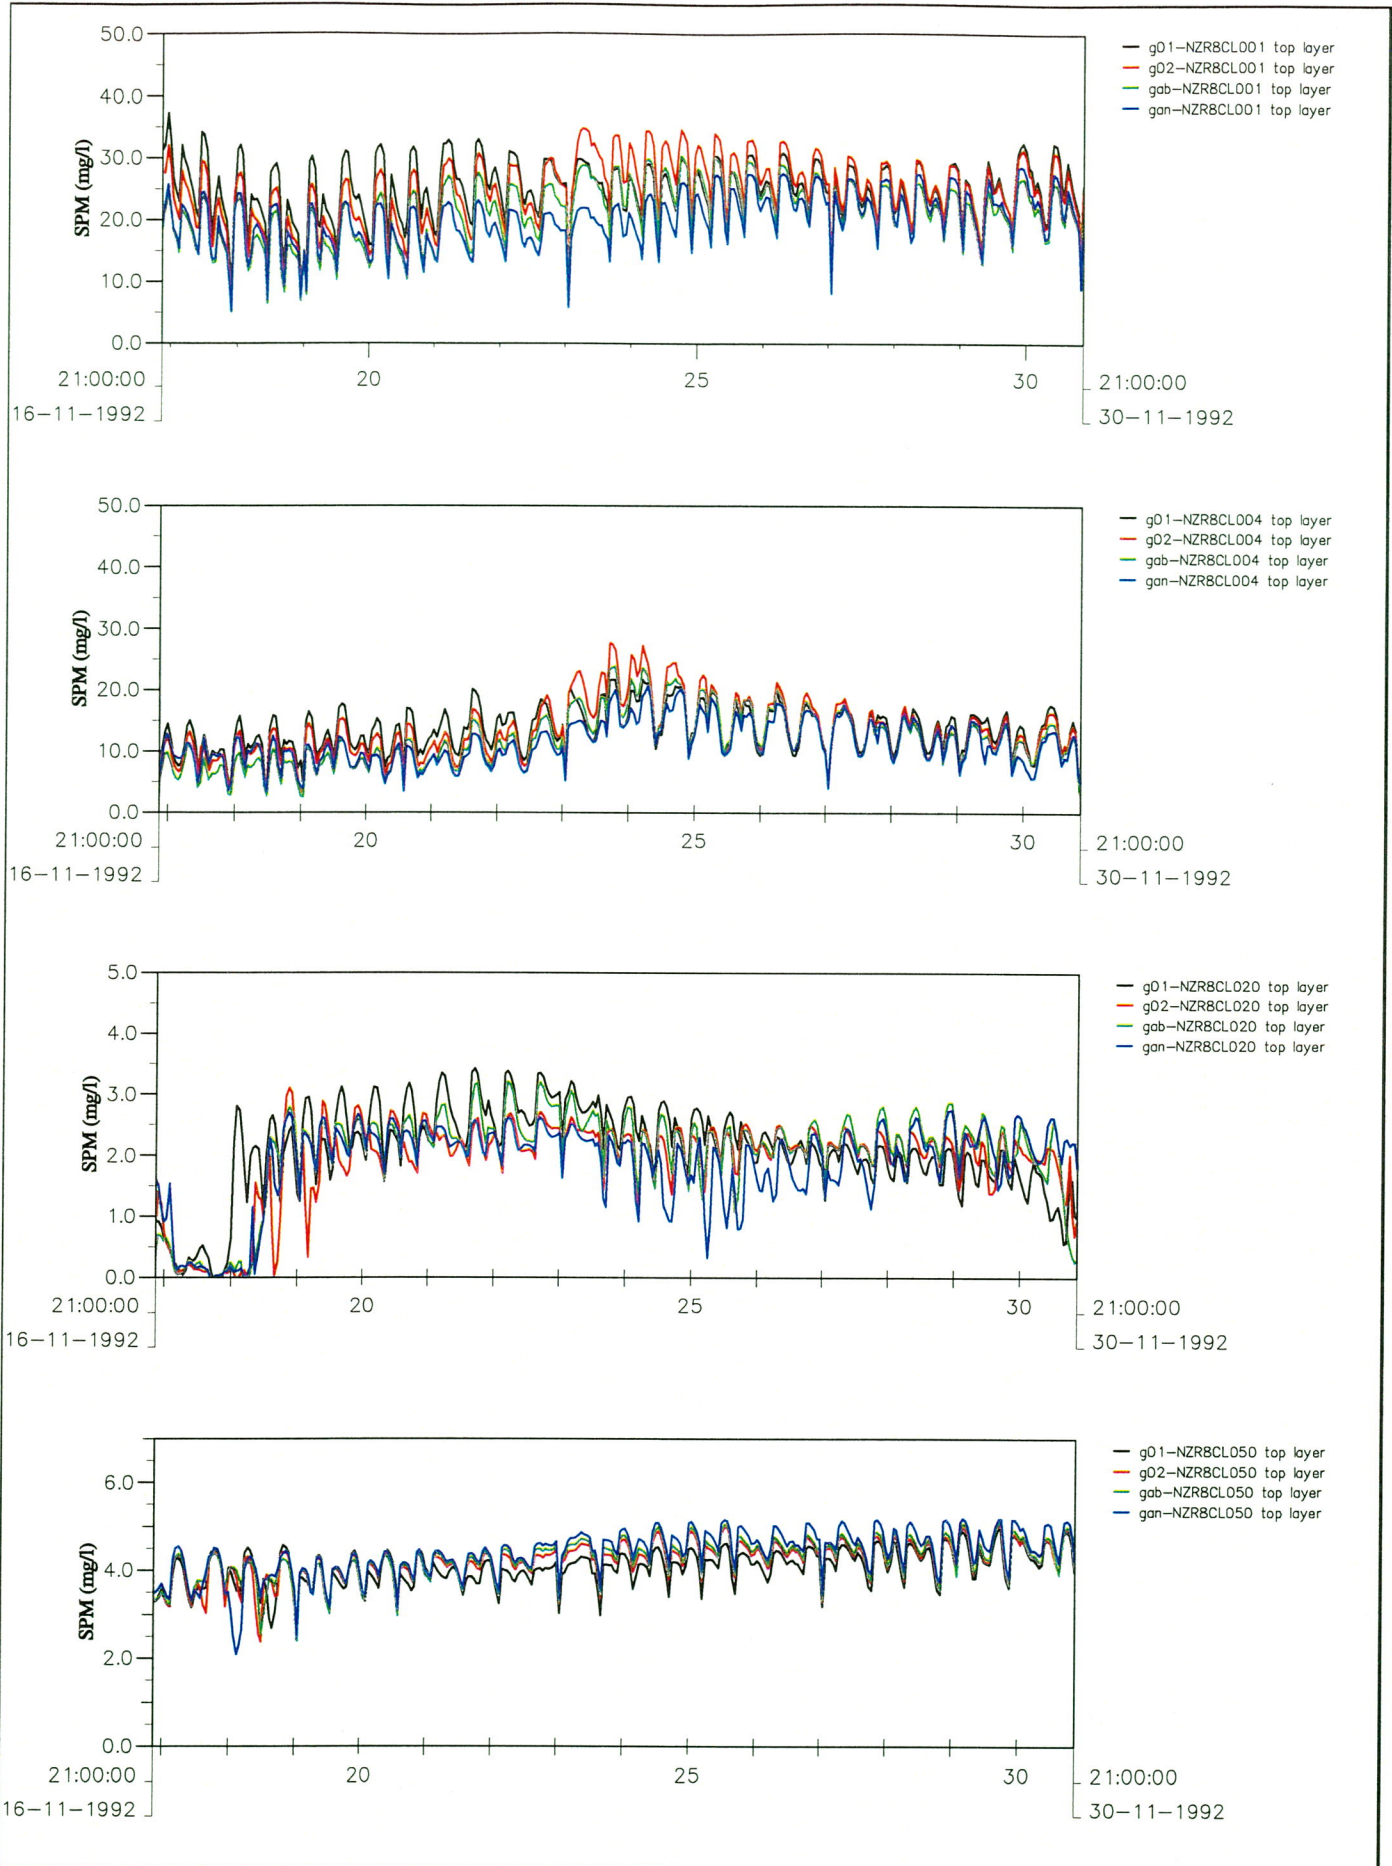 50.0
40.0
30.0
20.0
10.0
0.0
SPM (mg/l)
g01-NZR8CL001 top layer
g02-NZR8CL001 top layer
gab-NZR8CL001 top layer
gan-NZR8CL001 top layer
20 25 30
21:00:00
16-11-1992
21:00:00
30-11-1992
50.0
40.0
30.0
20.0
10.0
0.0
SPM (mg/l)
g01-NZR8CL004 top layer
g02-NZR8CL004 top layer
gab-NZR8CL004 top layer
gan-NZR8CL004 top layer
20 25 30
21:00:00
16-11-1992
21:00:00
30-11-1992
5.0
4.0
3.0
2.0
1.0
0.0
SPM (mg/l)
g01-NZR8CL020 top layer
g02-NZR8CL020 top layer
gab-NZR8CL020 top layer
gan-NZR8CL020 top layer
20 25 30
21:00:00
16-11-1992
21:00:00
30-11-1992
6.0
4.0
2.0
0.0
SPM (mg/l)
g01-NZR8CL050 top layer
g02-NZR8CL050 top layer
gab-NZR8CL050 top layer
gan-NZR8CL050 top layer
20 25 30
21:00:00
16-11-1992
21:00:00
30-11-1992